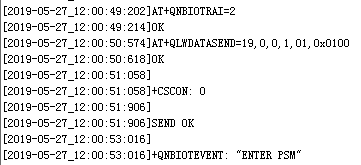 [2019-05-27_12:00:49:202]AT+QNBIOTRAI=2
[2019-05-27_12:00:49:214]OK
[2019-05-27_12:00:50:574]AT+QLWDATASEND=19,0,0,1,01,0x0100
[2019-05-27_12:00:50:618]OK
[2019-05-27_12:00:51:058]
[2019-05-27_12:00:51:058]+CSCON: 0
[2019-05-27_12:00:51:906]
[2019-05-27_12:00:51:906]SEND OK
[2019-05-27_12:00:53:016]
[2019-05-27_12:00:53:016]+QNBIOTEVENT: "ENTER PSM"